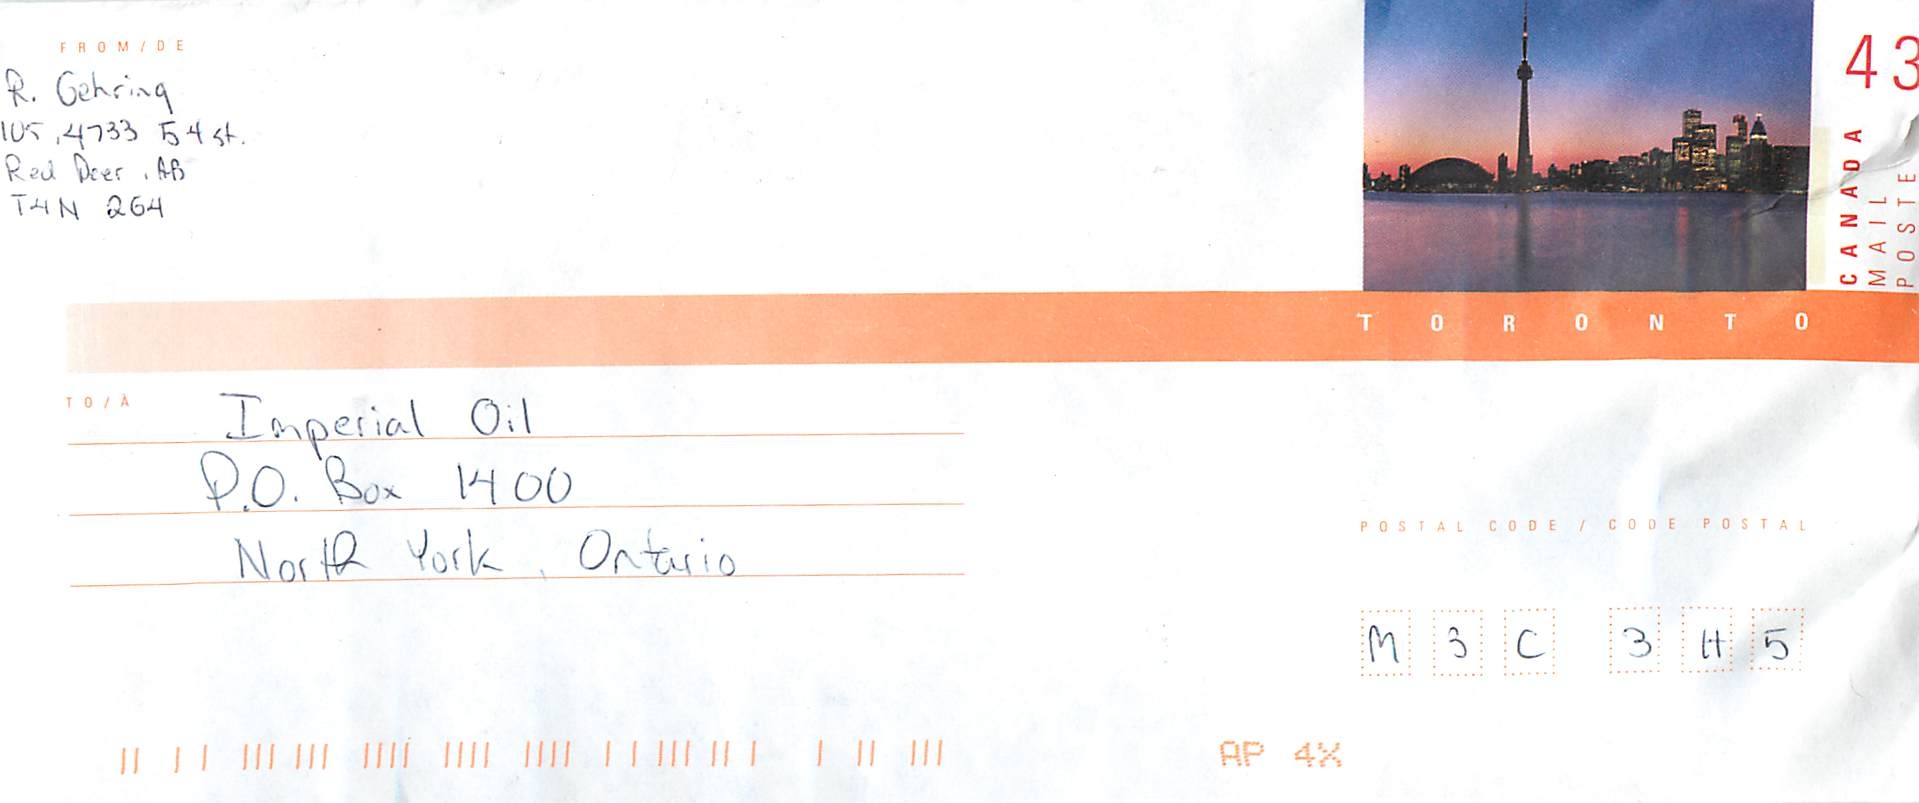 FROM/DE
R. Gehring
105, 4733 54 st.
Red Deer, AB
T4N 2G4
43
CANADA
MAIL
POSTE
TORONTO
TO/À
Imperial Oil
P.O. Box 1400
North York, Ontario
POSTAL CODE / CODE POSTAL
M3C 3H5
AP 4X